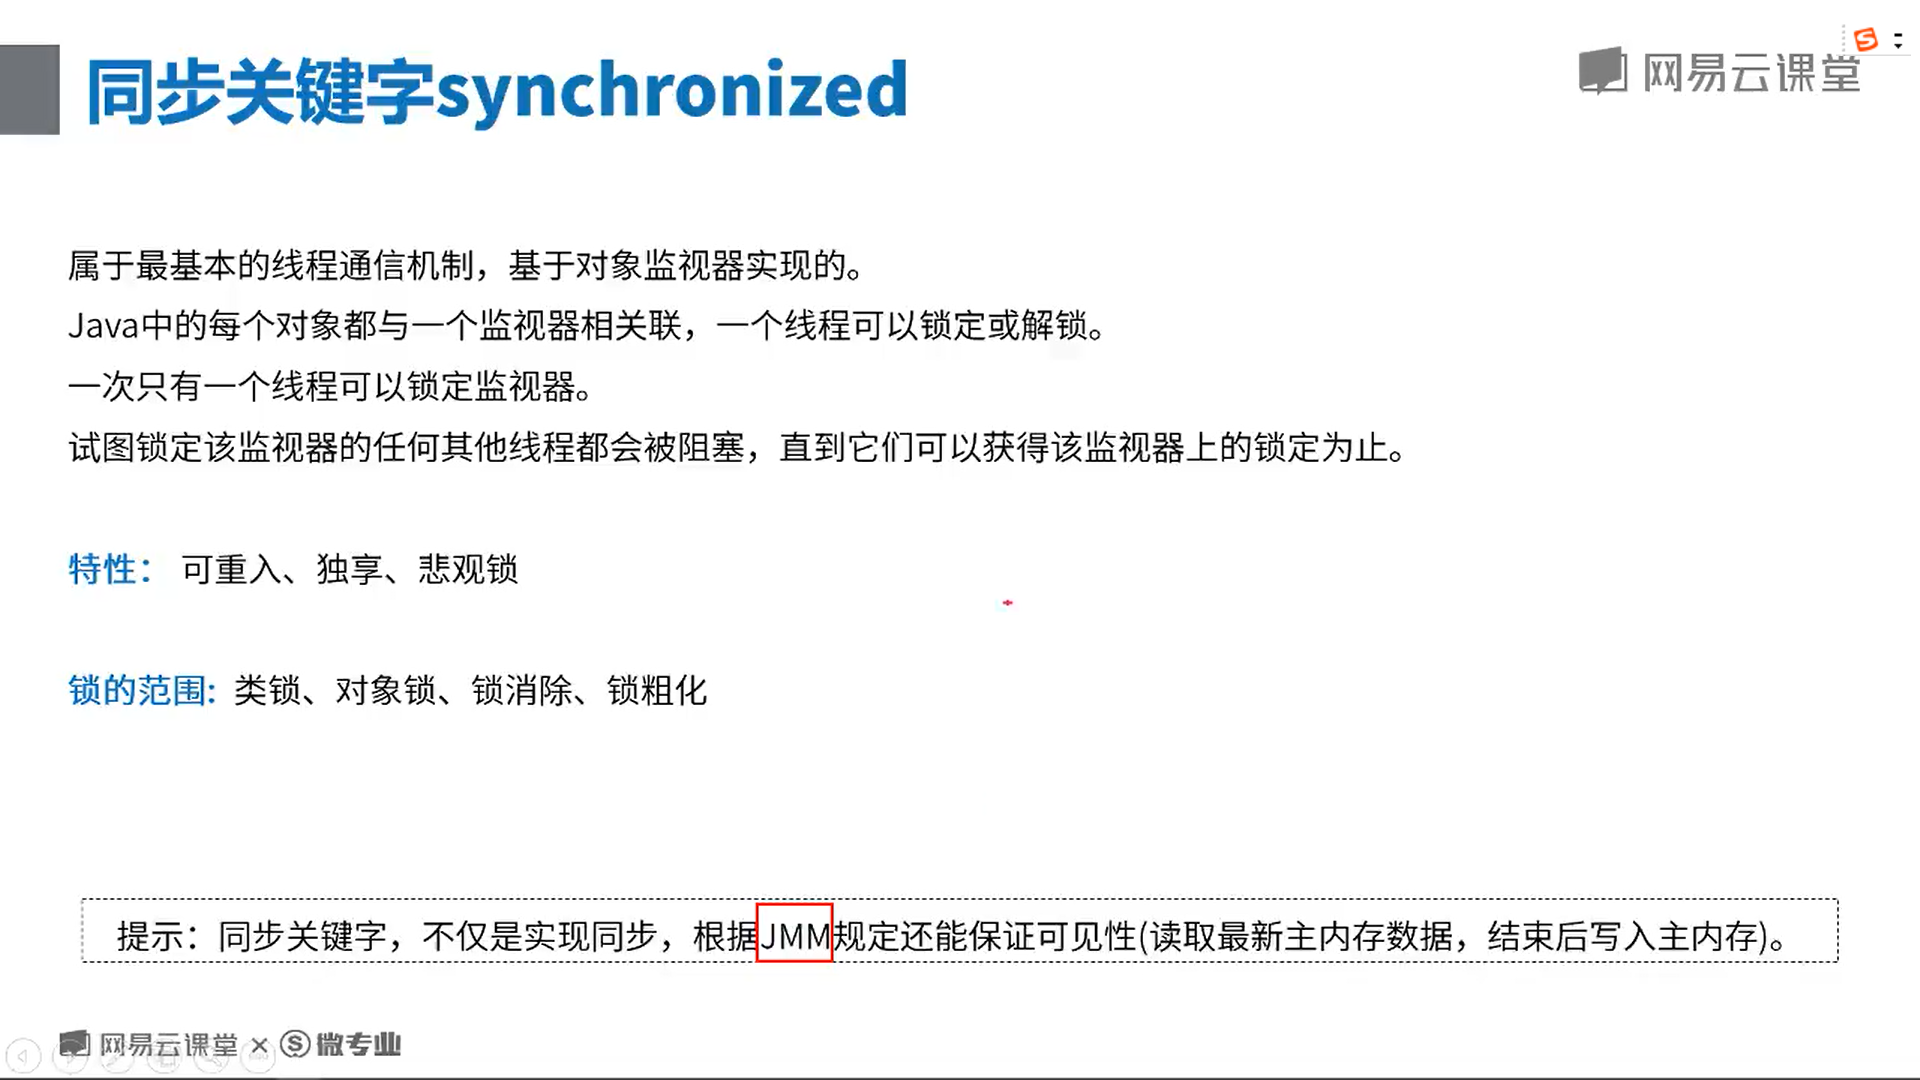 同步关键字synchronized
网易云课堂
属于最基本的线程通信机制，基于对象监视器实现的。
Java中的每个对象都与一个监视器相关联，一个线程可以锁定或解锁。
一次只有一个线程可以锁定监视器。
试图锁定该监视器的任何其他线程都会被阻塞，直到它们可以获得该监视器上的锁定为止。
特性： 可重入、独享、悲观锁
锁的范围: 类锁、对象锁、锁消除、锁粗化
提示：同步关键字，不仅是实现同步，根据JMM规定还能保证可见性(读取最新主内存数据，结束后写入主内存)。
网易云课堂 × 微专业